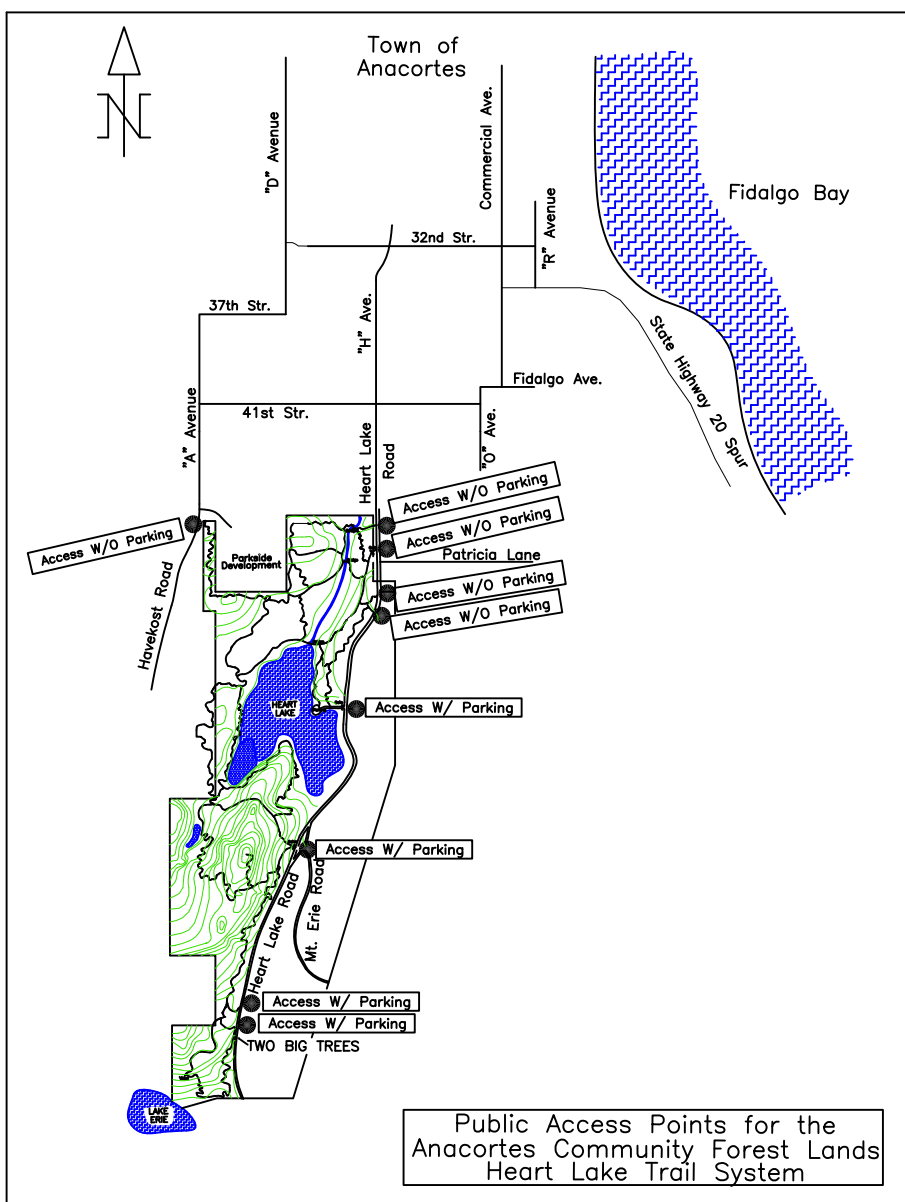 Town of
Anacortes
N
"D" Avenue
Commercial Ave.
Fidalgo Bay
32nd Str.
"R" Avenue
37th Str.
"H" Ave.
State Highway 20 Spur
Fidalgo Ave.
41st Str.
"A" Avenue
Heart Lake
Road
"O" Ave.
Access W/O Parking
Access W/O Parking
Access W/O Parking
Parkside
Development
Patricia Lane
Access W/O Parking
Access W/O Parking
Havekost Road
HEART
LAKE
Access W/ Parking
Access W/ Parking
Heart Lake Road
Mt. Erie Road
Access W/ Parking
Access W/ Parking
TWO BIG TREES
LAKE
ERIE
Public Access Points for the
Anacortes Community Forest Lands
Heart Lake Trail System